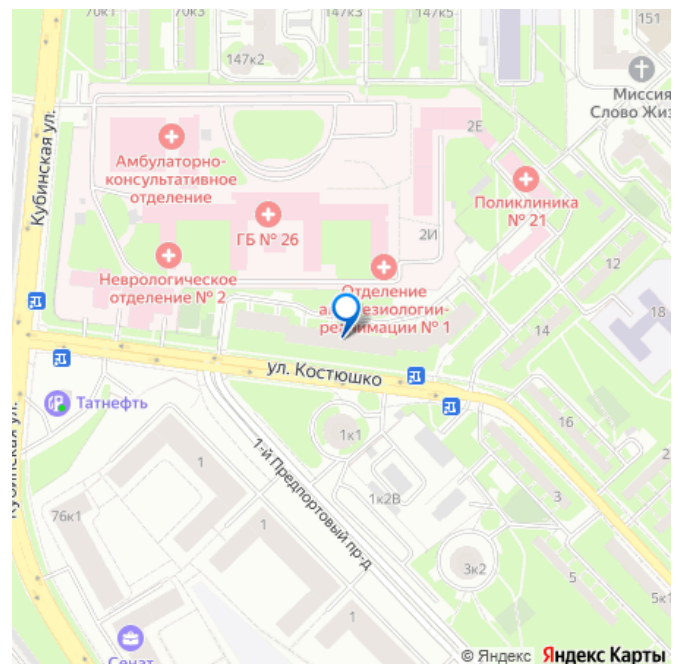 70к1
70к3
147к3
147к5
151
147к2
Миссия
Слово Жиз
Кубинская ул.
2Е
Амбулаторно-
консультативное
отделение
Поликлиника
№ 21
ГБ № 26
2И
12
Неврологическое
отделение № 2
Отделение
реанимации № 1
18
14
ул. Костюшко
Татнефть
16
1к1
1-й Предпортовый пр-д
1
2
Кубинская ул.
1к2В
3
76к1
1
3к2
5
5к1
1
Сенат
© Яндекс Яндекс Карты